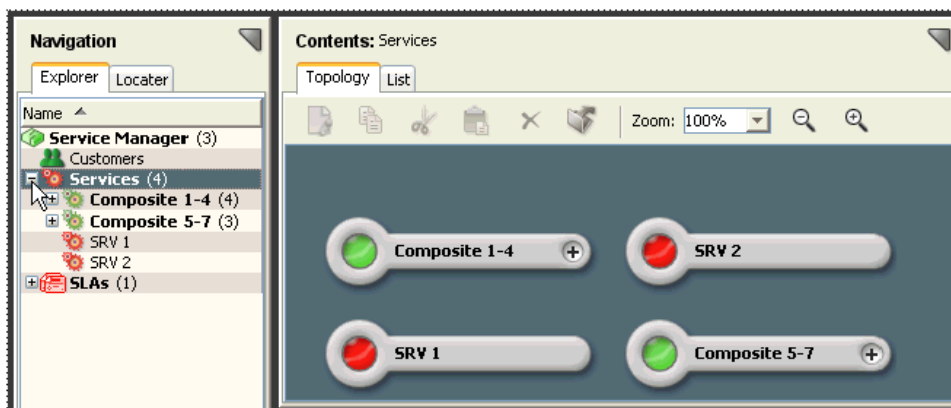 Navigation
Explorer Locater
Name
Service Manager (3)
Customers
Services (4)
Composite 1-4 (4)
Composite 5-7 (3)
SRV 1
SRV 2
SLAs (1)
Contents: Services
Topology List
Zoom: 100%
Composite 1-4 SRV 2
SRV 1 Composite 5-7